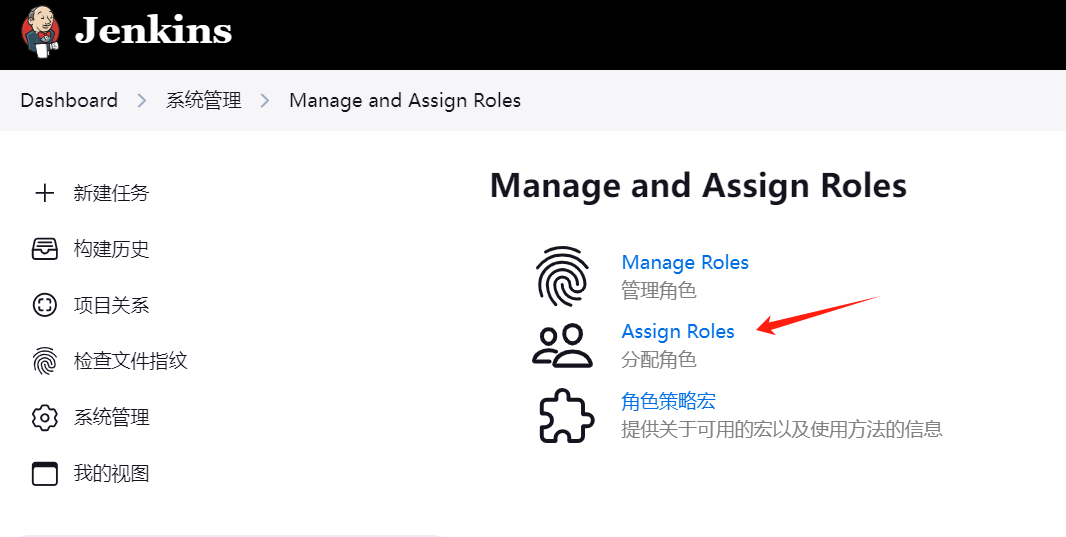 Jenkins
Dashboard 系统管理 Manage and Assign Roles
新建任务
构建历史
项目关系
检查文件指纹
系统管理
我的视图
Manage and Assign Roles
Manage Roles
管理角色
Assign Roles
分配角色
角色策略宏
提供关于可用的宏以及使用方法的信息